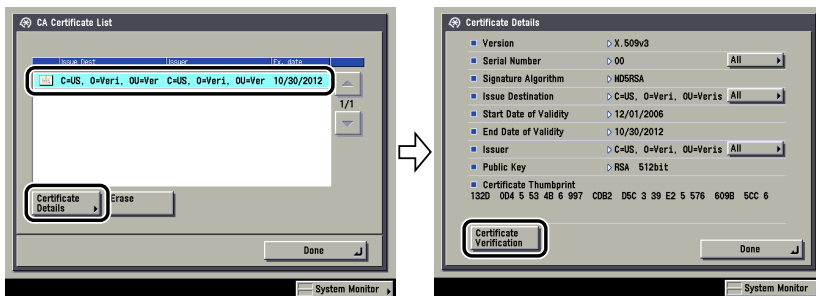 CA Certificate List
Issue Dest. Issuer Ex. date
C=US, O=Veri, OU=Ver C=US, O=Veri, OU=Ver 10/30/2012
1/1
Certificate Details
Erase
Done
System Monitor
Certificate Details
Version X.509v3
Serial Number 00 All
Signature Algorithm MD5RSA
Issue Destination C=US, O=Veri, OU=Veris All
Start Date of Validity 12/01/2006
End Date of Validity 10/30/2012
Issuer C=US, O=Veri, OU=Veris All
Public Key RSA 512bit
Certificate Thumbprint
132D 0D4 5 53 4B 6 997 CDB2 D5C 3 39 E2 5 576 609B 5CC 6
Certificate
Verification
Done
System Monitor